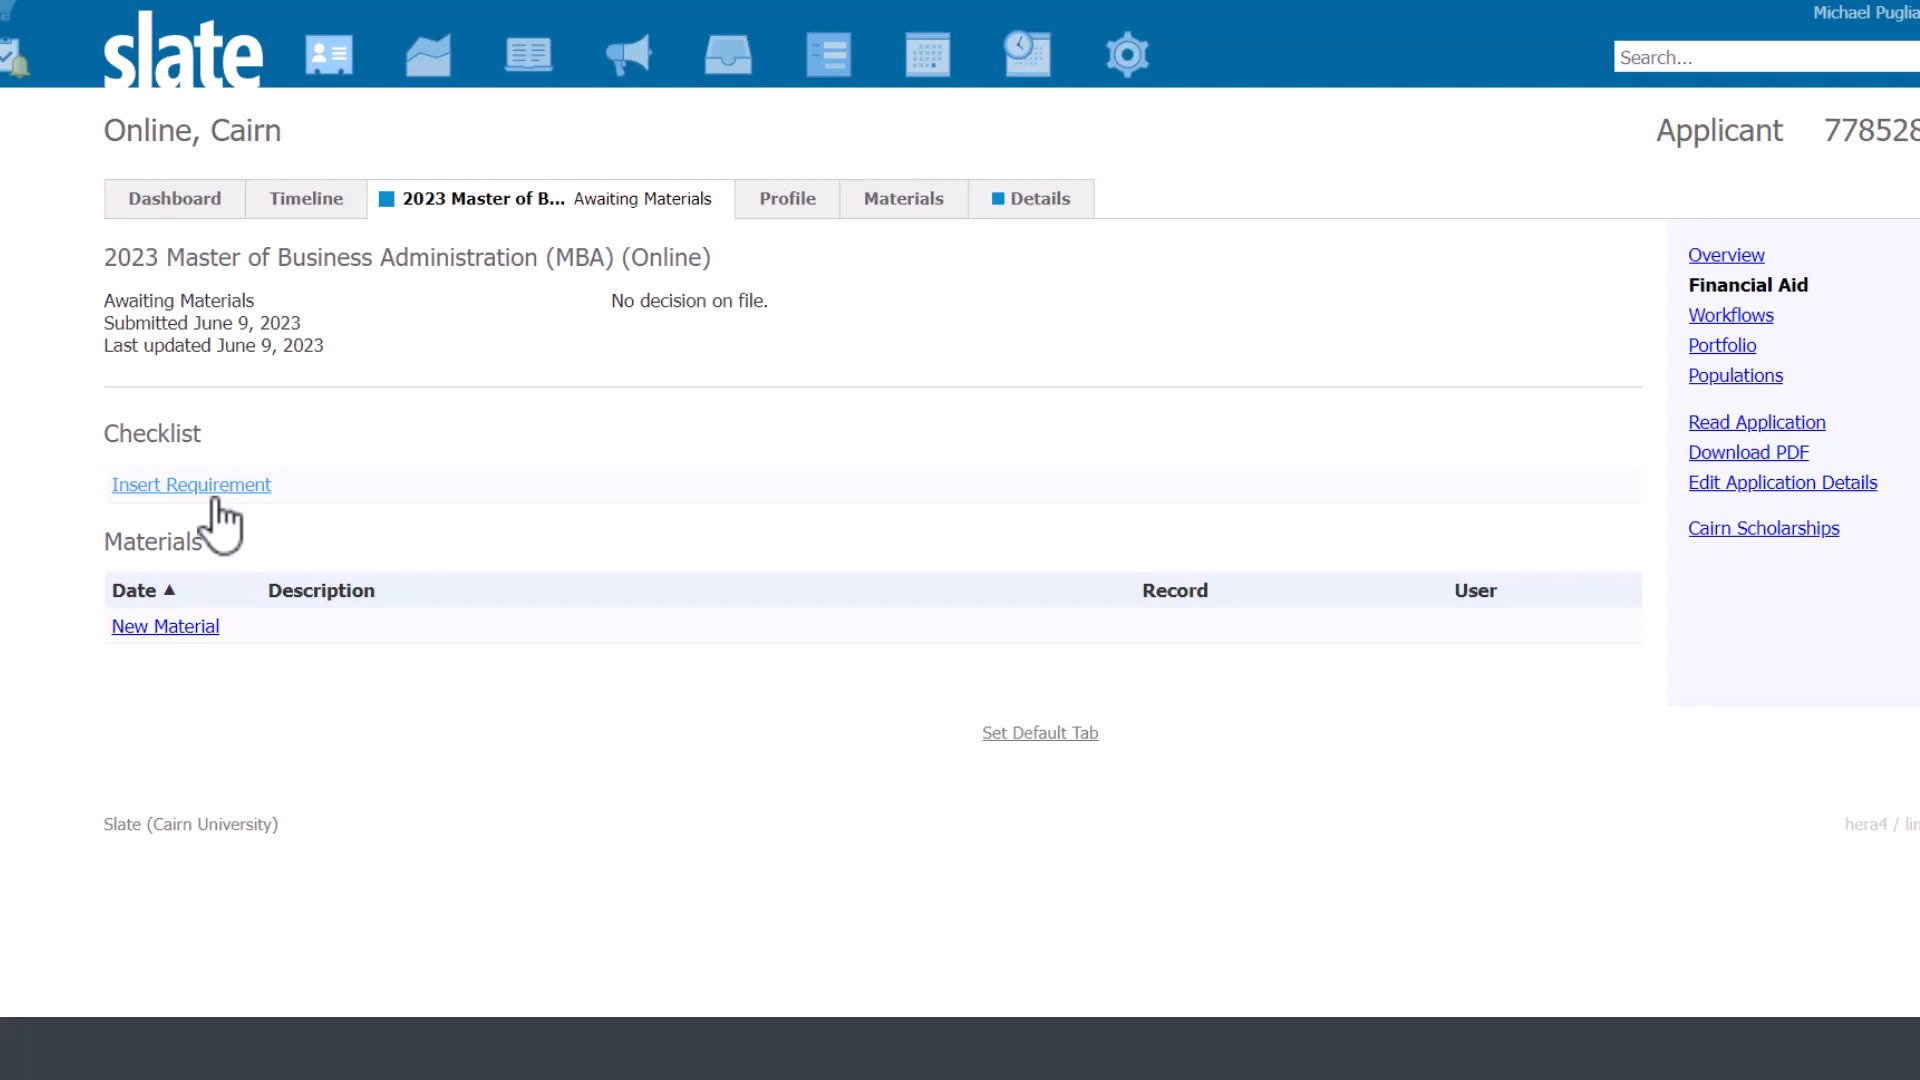 Michael Puglia
slate
Search...
Online, Cairn
Applicant 778528
Dashboard Timeline 2023 Master of B... Awaiting Materials Profile Materials Details
2023 Master of Business Administration (MBA) (Online)
Awaiting Materials
No decision on file.
Submitted June 9, 2023
Last updated June 9, 2023
Overview
Financial Aid
Workflows
Portfolio
Populations
Read Application
Download PDF
Edit Application Details
Cairn Scholarships
Checklist
Insert Requirement
Materials
Date ▲ Description Record User
New Material
Set Default Tab
Slate (Cairn University)
hera4 /